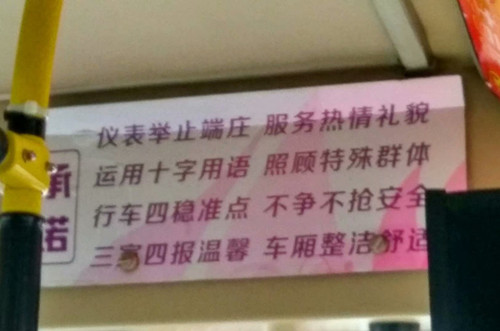 承诺
仪表举止端庄 服务热情礼貌
运用十字用语 照顾特殊群体
行车四稳准点 不争不抢安全
三宣四报温馨 车厢整洁舒适